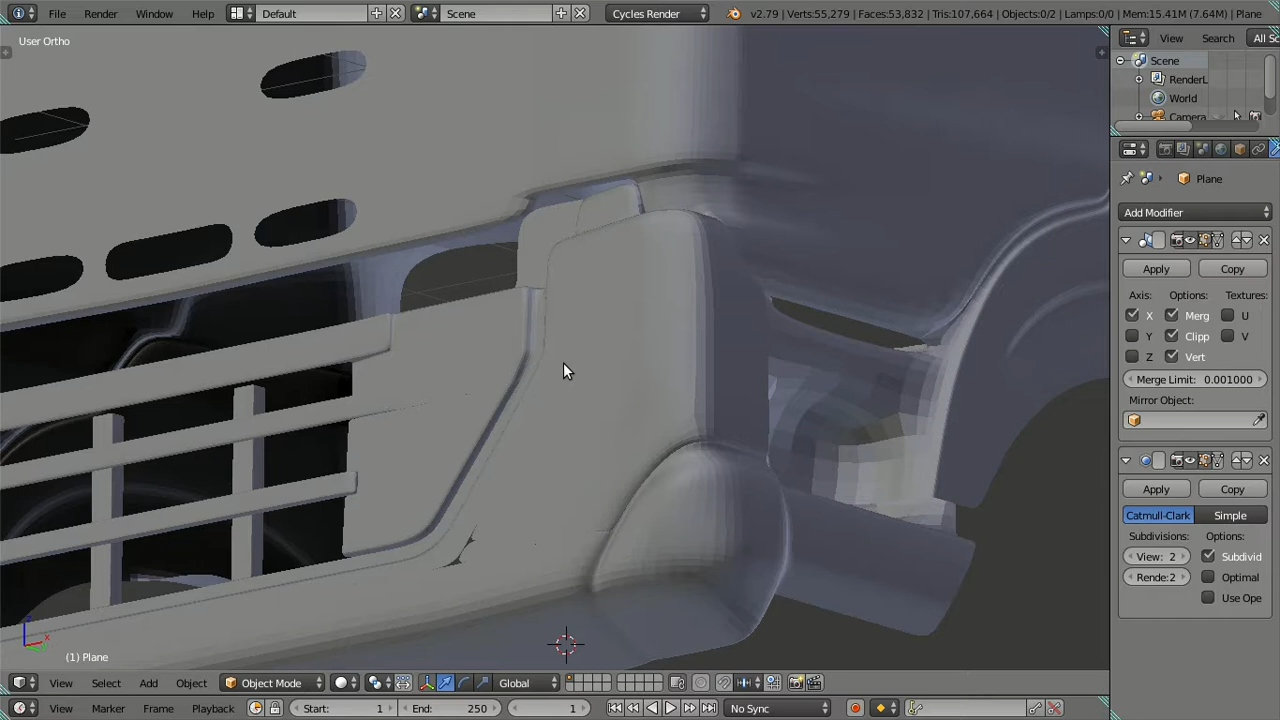 File Render Window Help Default Scene Cycles Render v2.79 | Verts:55,279 | Faces:53,832 | Tris:107,664 | Objects:0/2 | Lamps:0/0 | Mem:15.41M (7.64M) | Plane
User Ortho
View Search All Sc
Scene
RenderL
World
Camera
Plane
Add Modifier
Apply Copy
Axis: Options: Textures:
X Merg U
Y Clipp V
Z Vert
Merge Limit: 0.001000
Mirror Object:
Apply Copy
Catmull-Clark Simple
Subdivisions: Options:
View: 2 Subdivid
Rende:2 Optimal
Use Ope
z
x
(1) Plane
View Select Add Object Object Mode Global
View Marker Frame Playback Start: 1 End: 250 1 No Sync